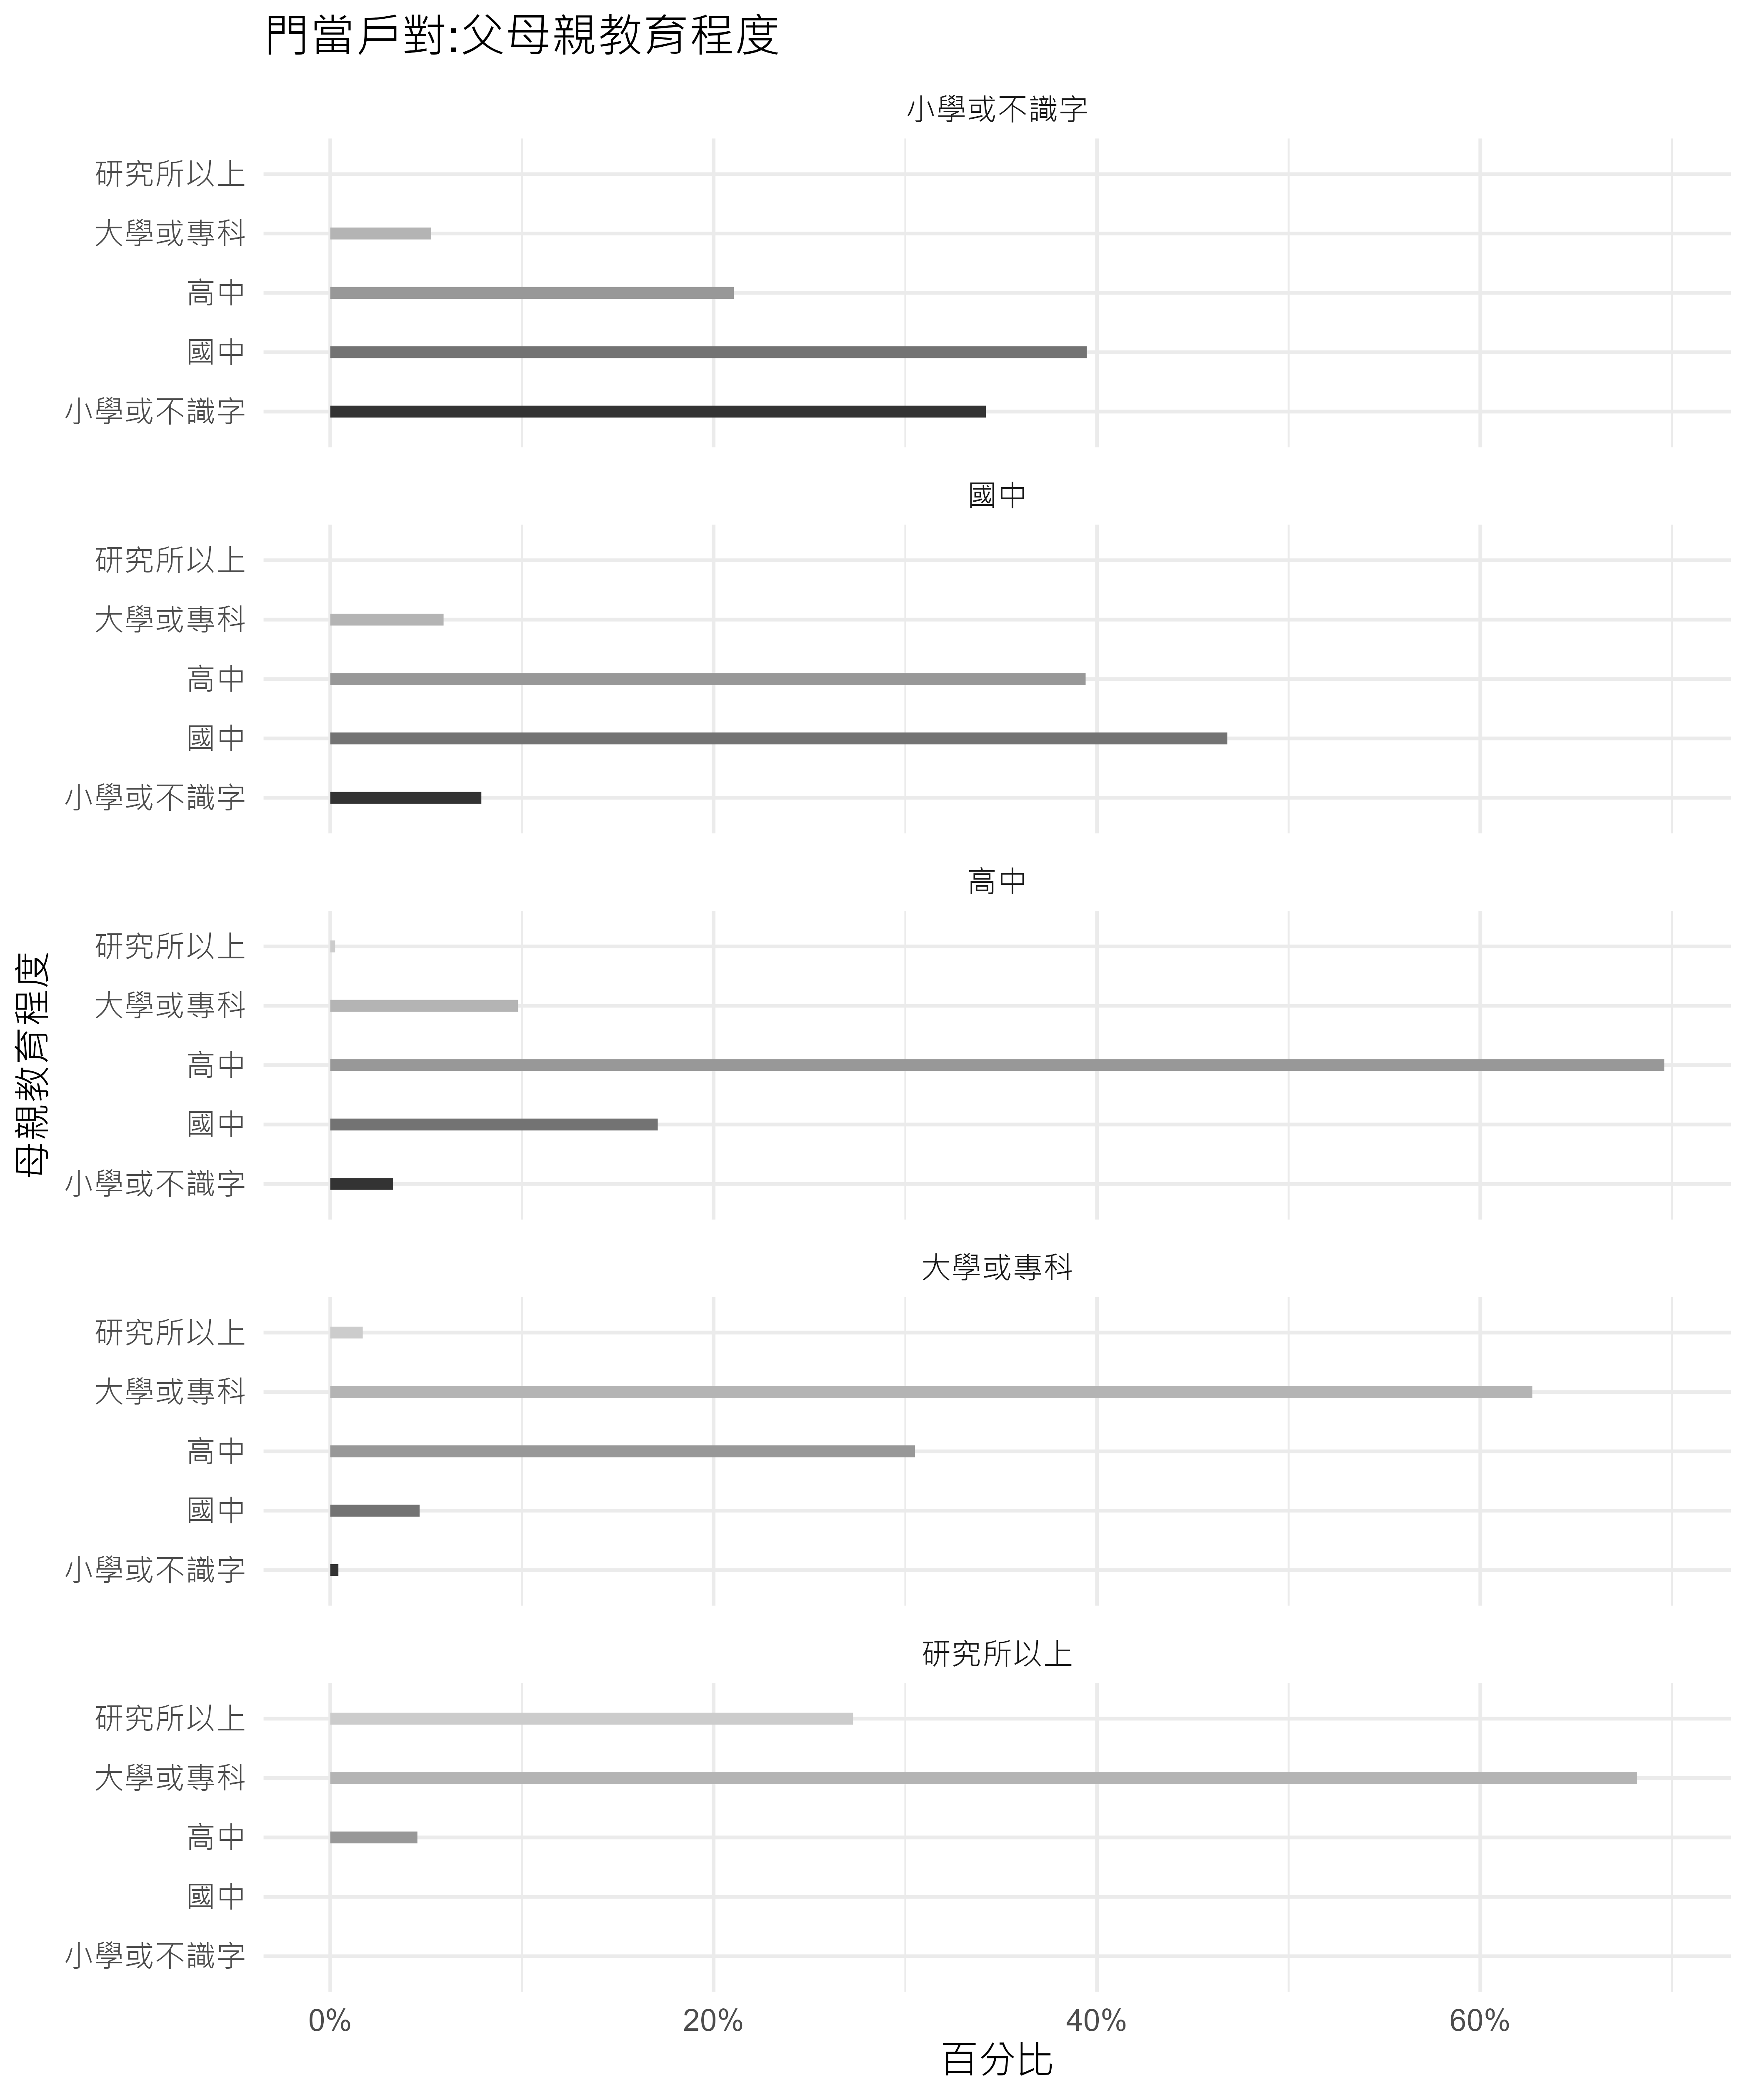 門當戶對:父母親教育程度
小學或不識字
研究所以上
大學或專科
高中
國中
小學或不識字
國中
研究所以上
大學或專科
高中
國中
小學或不識字
高中
研究所以上
大學或專科
高中
國中
小學或不識字
母親教育程度
大學或專科
研究所以上
大學或專科
高中
國中
小學或不識字
研究所以上
研究所以上
大學或專科
高中
國中
小學或不識字
0% 20% 40% 60%
百分比